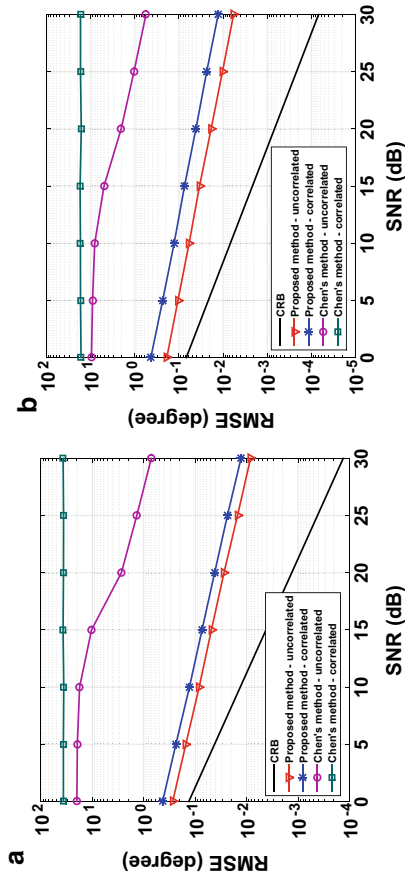 a
10^2
10^1
10^0
10^-1
10^-2
10^-3
10^-4
RMSE (degree)
0
5
10
15
20
25
30
SNR (dB)
CRB
Proposed method - uncorrelated
Proposed method - correlated
Chen's method - uncorrelated
Chen's method - correlated
b
10^2
10^1
10^0
10^-1
10^-2
10^-3
10^-4
10^-5
RMSE (degree)
0
5
10
15
20
25
30
SNR (dB)
CRB
Proposed method - uncorrelated
Proposed method - correlated
Chen's method - uncorrelated
Chen's method - correlated